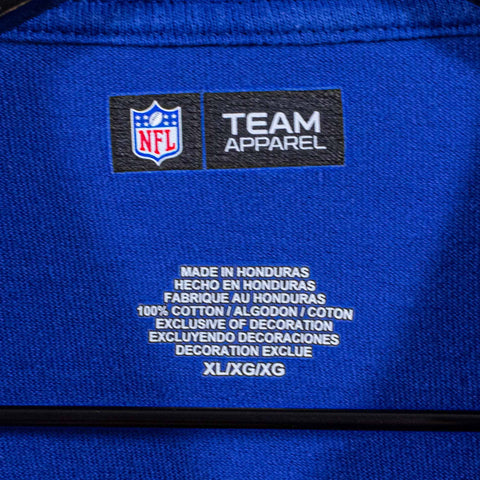 NFL
TEAM
APPAREL
MADE IN HONDURAS
HECHO EN HONDURAS
FABRIQUE AU HONDURAS
100% COTTON / ALGODON / COTON
EXCLUSIVE OF DECORATION
EXCLUYENDO DECORACIONES
DECORATION EXCLUE
XL/XG/XG